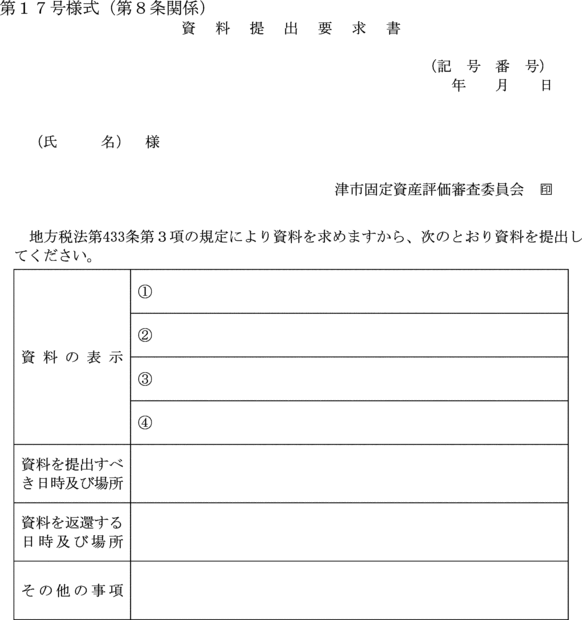 第１７号様式（第８条関係）
資　料　提　出　要　求　書
（記　号　番　号）
年　　月　　日
（氏　　　名）　様
津市固定資産評価審査委員会　印
地方税法第433条第３項の規定により資料を求めますから、次のとおり資料を提出し
てください。
資料の表示
①
②
③
④
資料を提出すべ
き日時及び場所
資料を返還する
日時及び場所
その他の事項